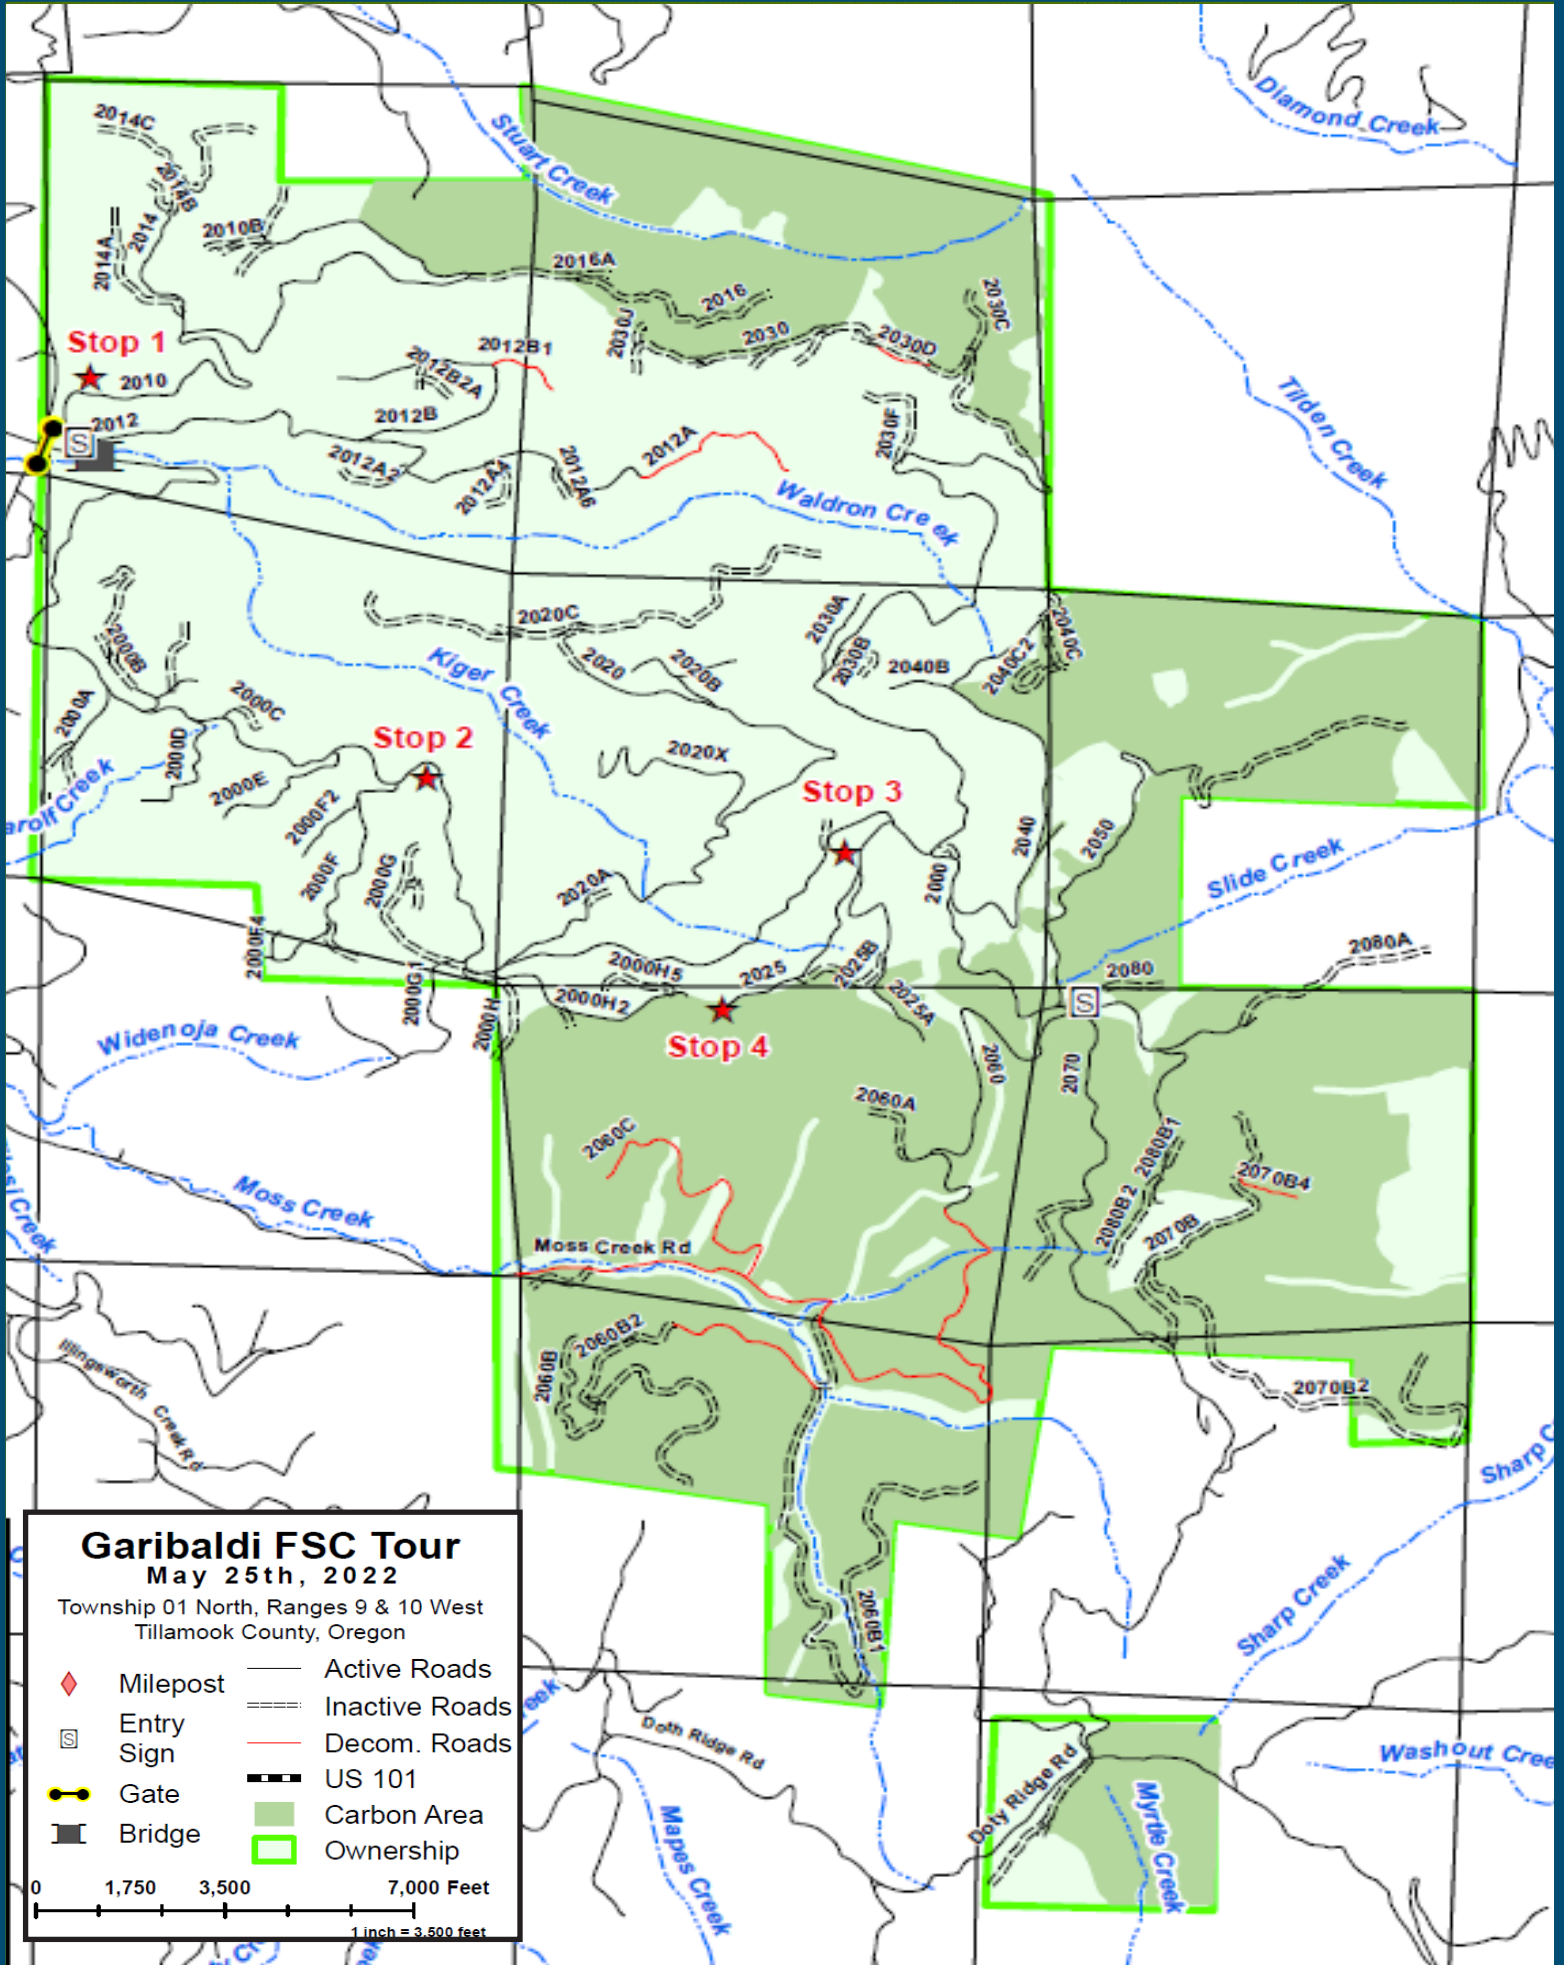 Diamond Creek
Stuart Creek
2014C
2014B
2014
2014A
2010B
2016A
2016
2030C
2030J
2030
2030D
Stop 1
2010
2012B1
2012B2A
2012B
2012
S
2012A2
2012A4
2012A6
2012A
2030F
Tilden Creek
Waldron Creek
2020C
2000B
2020
2020B
2030A
2030B
2040B
2040C2
2040C
Kiger Creek
2000A
2000C
2000D
Stop 2
2000E
2020X
Stop 3
2000F2
2000F
2000G
2020A
2000
2040
2050
Slide Creek
2000F4
2000G1
2000H
2000H5
2000H2
2025
2025B
2025A
2080
2080A
S
Stop 4
Widenoja Creek
2060
2070
2060A
2060C
2080B1
2080B2
2070B4
2070B
Moss Creek
Moss Creek Rd
Creek
2060B2
2060B
2070B2
Illingsworth Creek Rd
Sharp C
Sharp Creek
2060B1
Doth Ridge Rd
Doty Ridge Rd
Washout Cree
Myrtle Creek
Mapes Creek
eek
Garibaldi FSC Tour
May 25th, 2022
Township 01 North, Ranges 9 & 10 West
Tillamook County, Oregon
Milepost
S
Entry
Sign
Gate
Bridge
Active Roads
Inactive Roads
Decom. Roads
US 101
Carbon Area
Ownership
0 1,750 3,500 7,000 Feet
1 inch = 3,500 feet